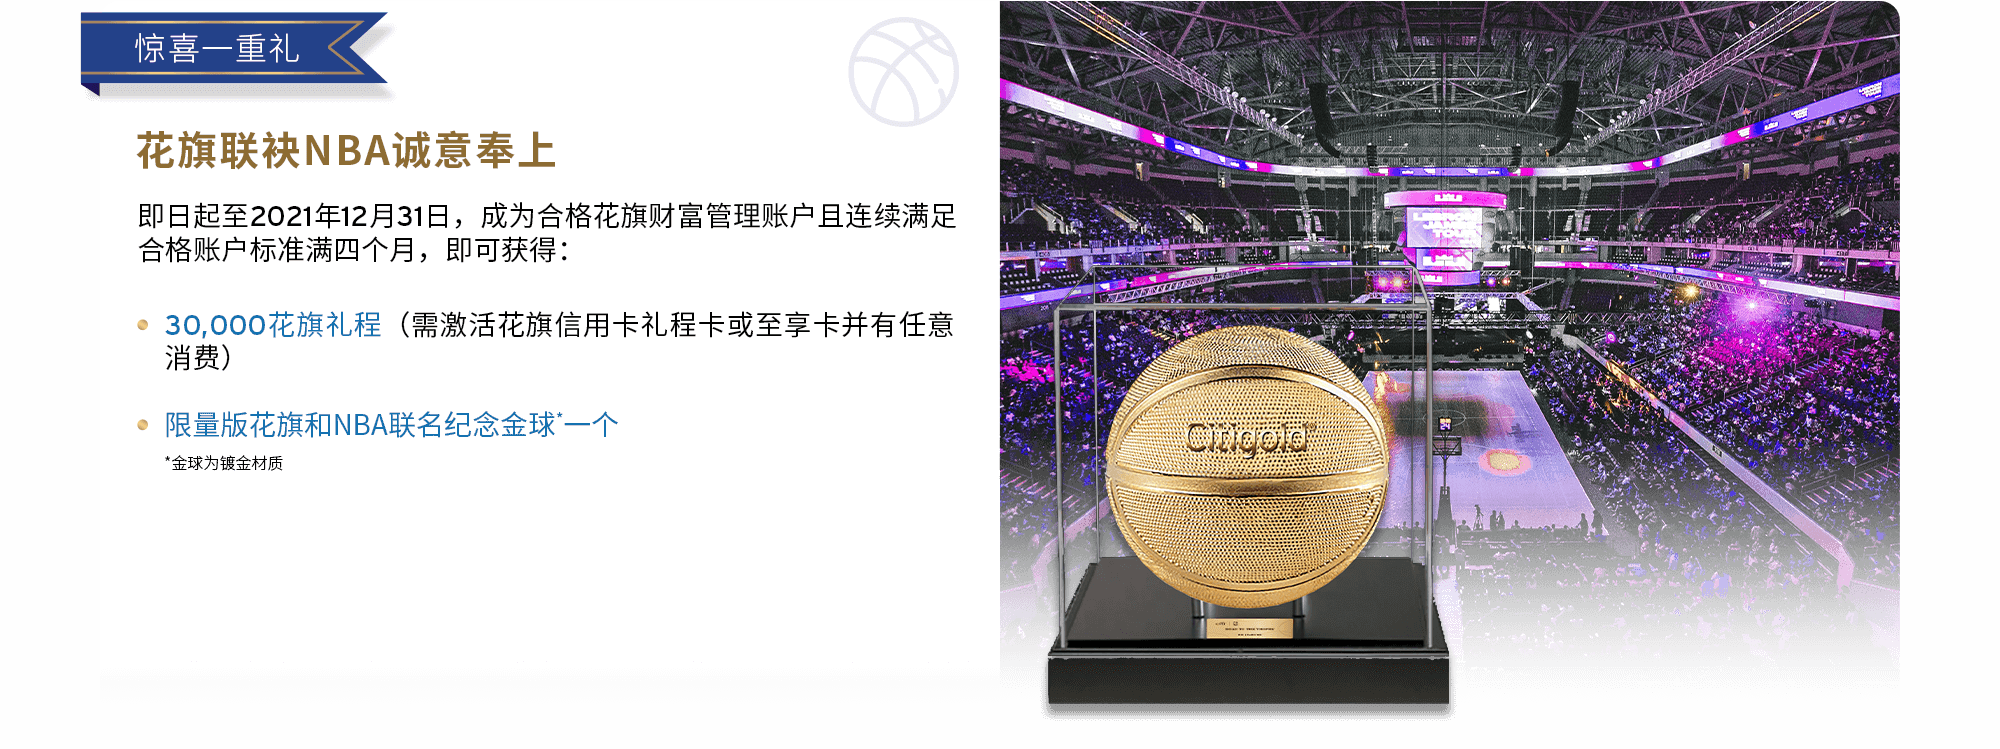 惊喜一重礼
花旗联袂NBA诚意奉上
即日起至2021年12月31日，成为合格花旗财富管理账户且连续满足
合格账户标准满四个月，即可获得：
30,000花旗礼程（需激活花旗信用卡礼程卡或至享卡并有任意
消费）
限量版花旗和NBA联名纪念金球*一个
*金球为镀金材质
Citigold